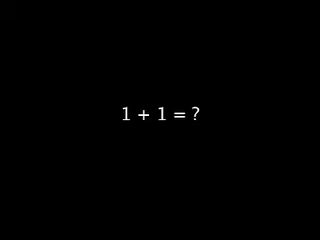 1 + 1 = ?